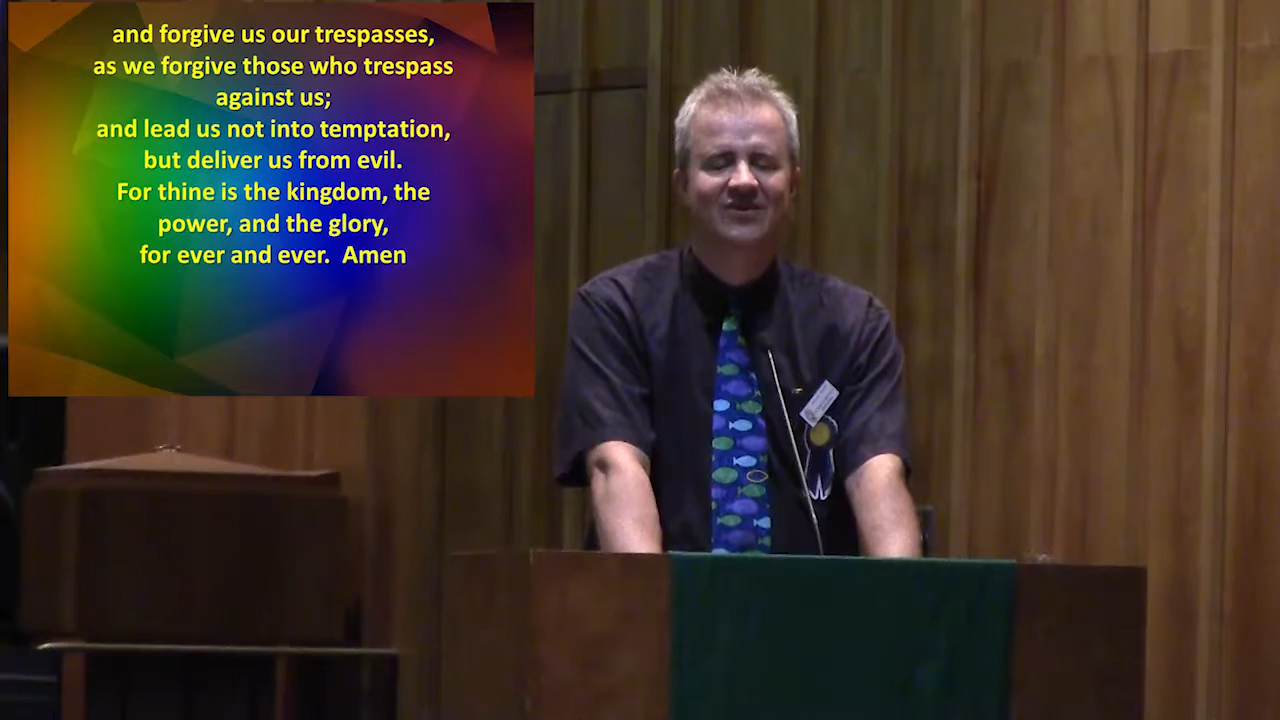 and forgive us our trespasses,
as we forgive those who trespass
against us;
and lead us not into temptation,
but deliver us from evil.
For thine is the kingdom, the
power, and the glory,
for ever and ever.  Amen